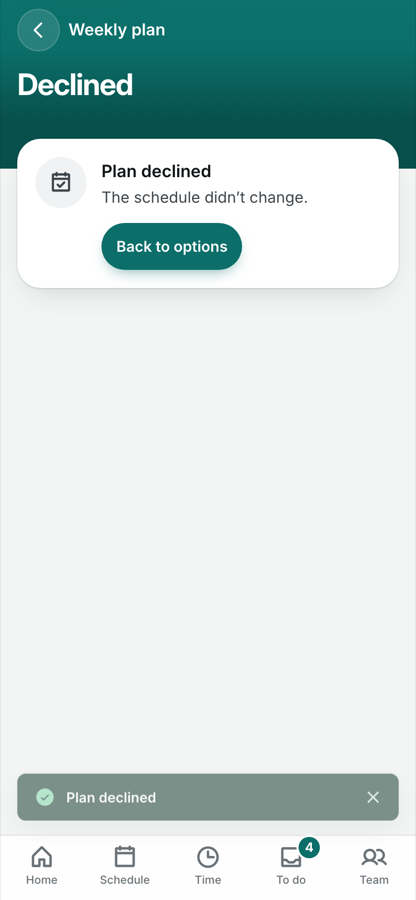 Weekly plan
Declined
Plan declined
The schedule didn’t change.
Back to options
Plan declined
4
Home
Schedule
Time
To do
Team